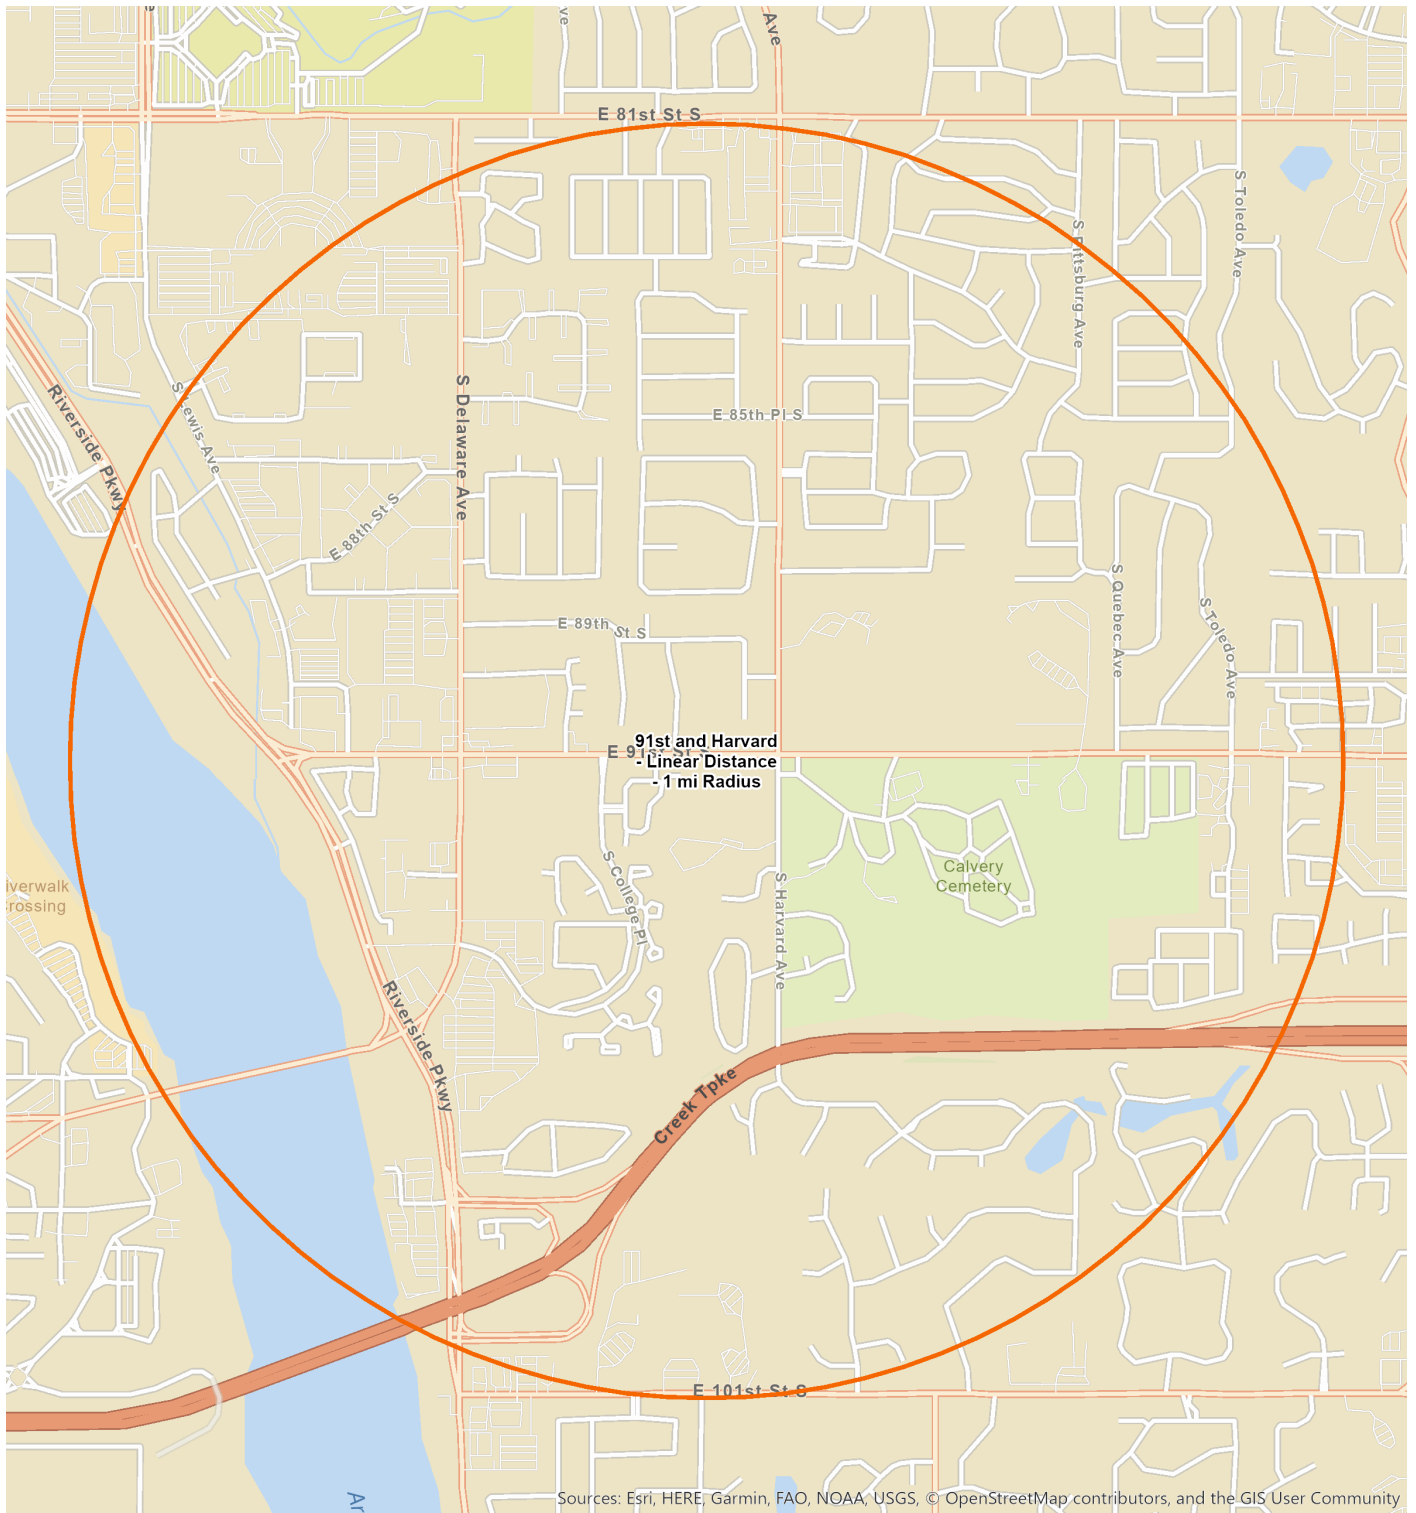 Ave
Ave
E 81st St S
S Toledo Ave
S Pittsburg Ave
Riverside Pkwy
S Lewis Ave
S Delaware Ave
E 85th Pl S
E 88th St S
S Quebec Ave
S Toledo Ave
E 89th St S
E 91st St S
91st and Harvard
- Linear Distance
- 1 mi Radius
S College Pl
S Harvard Ave
Calvery
Cemetery
iverwalk
rossing
Riverside Pkwy
Creek Tpke
E 101st St S
Ar
Sources: Esri, HERE, Garmin, FAO, NOAA, USGS, © OpenStreetMap contributors, and the GIS User Community